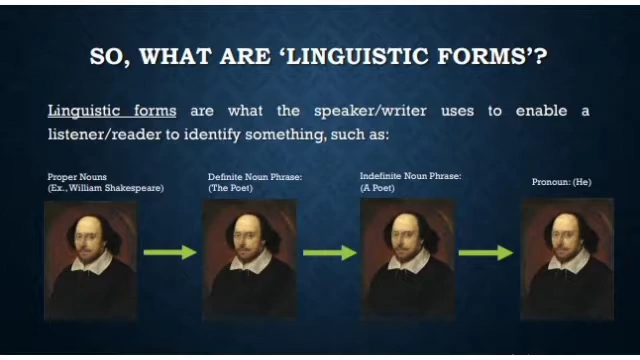 SO, WHAT ARE ‘LINGUISTIC FORMS’?
Linguistic forms are what the speaker/writer uses to enable a
listener/reader to identify something, such as:
Proper Nouns
(Ex., William Shakespeare)
Definite Noun Phrase:
(The Poet)
Indefinite Noun Phrase:
(A Poet)
Pronoun: (He)